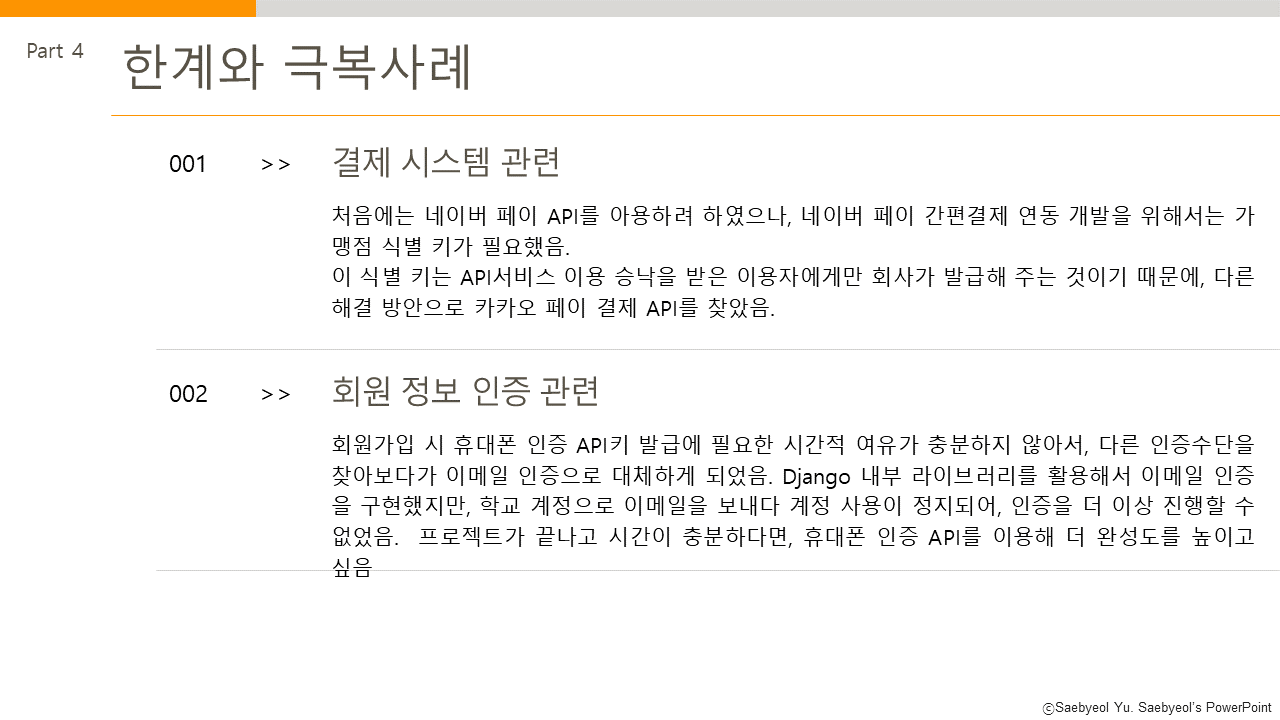 Part 4
한계와 극복사례
001 >> 결제 시스템 관련
처음에는 네이버 페이 API를 아용하려 하였으나, 네이버 페이 간편결제 연동 개발을 위해서는 가
맹점 식별 키가 필요했음.
이 식별 키는 API서비스 이용 승낙을 받은 이용자에게만 회사가 발급해 주는 것이기 때문에, 다른
해결 방안으로 카카오 페이 결제 API를 찾았음.
002 >> 회원 정보 인증 관련
회원가입 시 휴대폰 인증 API키 발급에 필요한 시간적 여유가 충분하지 않아서, 다른 인증수단을
찾아보다가 이메일 인증으로 대체하게 되었음. Django 내부 라이브러리를 활용해서 이메일 인증
을 구현했지만, 학교 계정으로 이메일을 보내다 계정 사용이 정지되어, 인증을 더 이상 진행할 수
없었음.  프로젝트가 끝나고 시간이 충분하다면, 휴대폰 인증 API를 이용해 더 완성도를 높이고
싶음
ⓒSaebyeol Yu. Saebyeol's PowerPoint